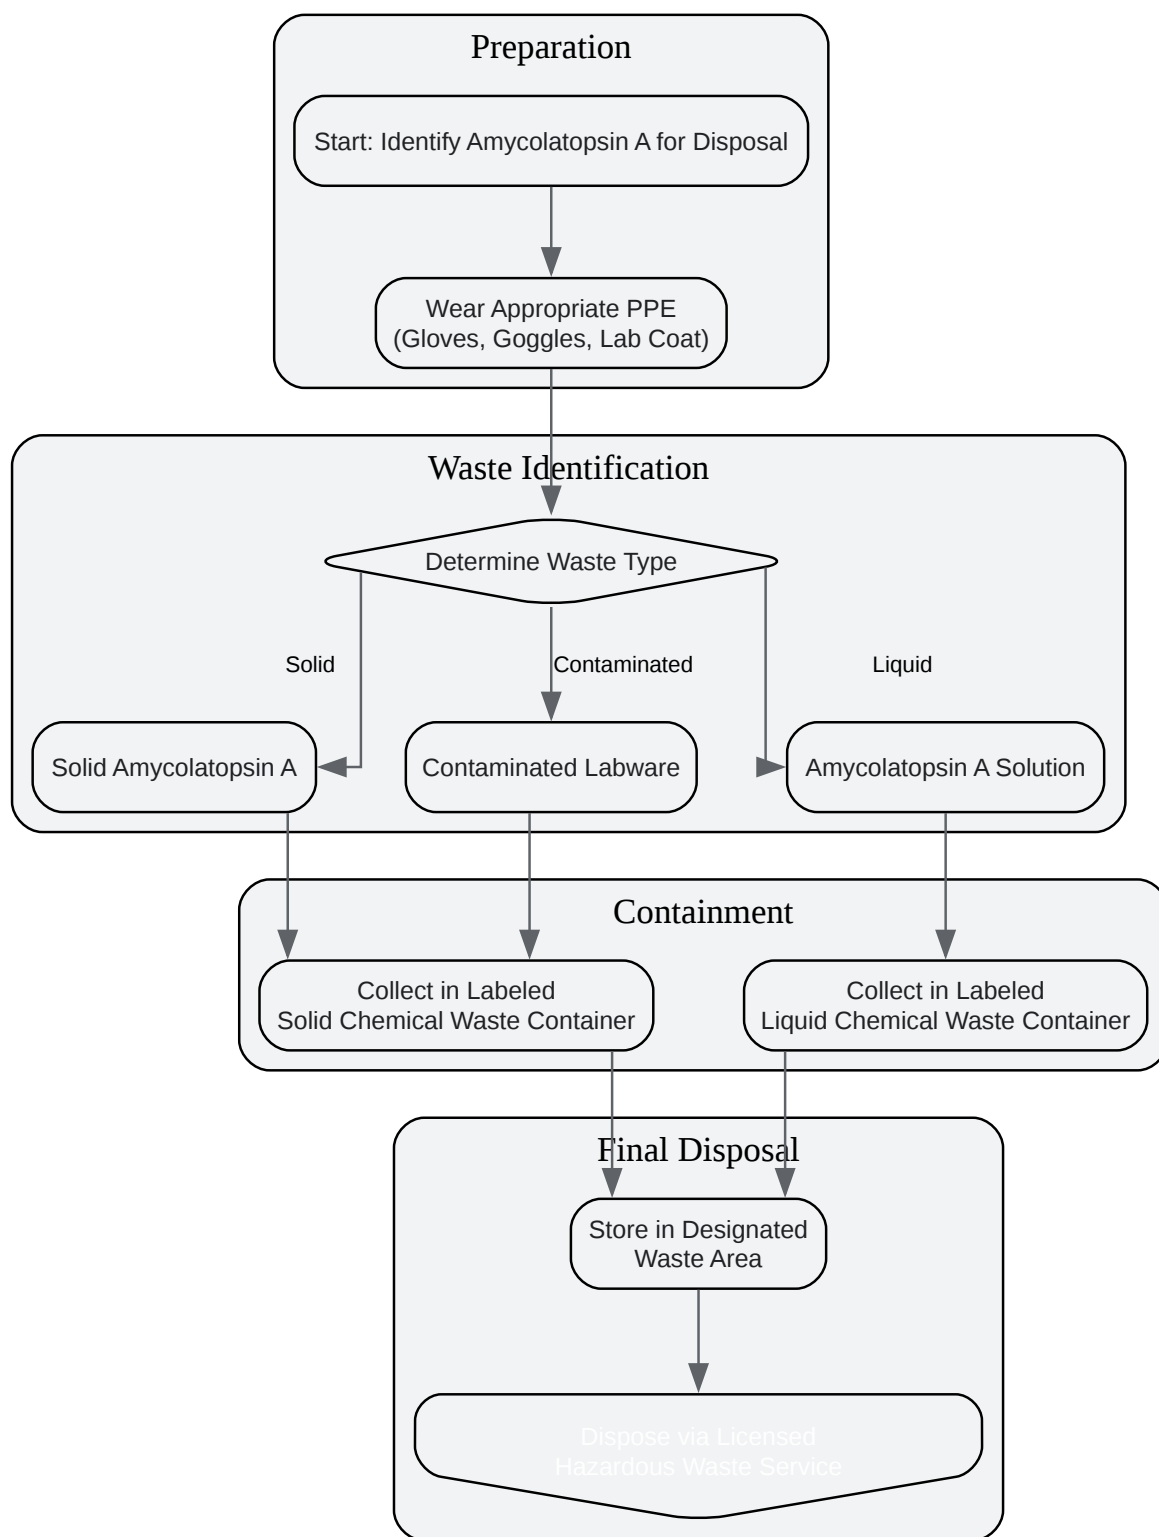 Preparation
Start: Identify Amycolatopsin A for Disposal
Wear Appropriate PPE
(Gloves, Goggles, Lab Coat)
Waste Identification
Determine Waste Type
Solid
Contaminated
Liquid
Solid Amycolatopsin A
Contaminated Labware
Amycolatopsin A Solution
Containment
Collect in Labeled
Solid Chemical Waste Container
Collect in Labeled
Liquid Chemical Waste Container
Final Disposal
Store in Designated
Waste Area
Dispose via Licensed
Hazardous Waste Service